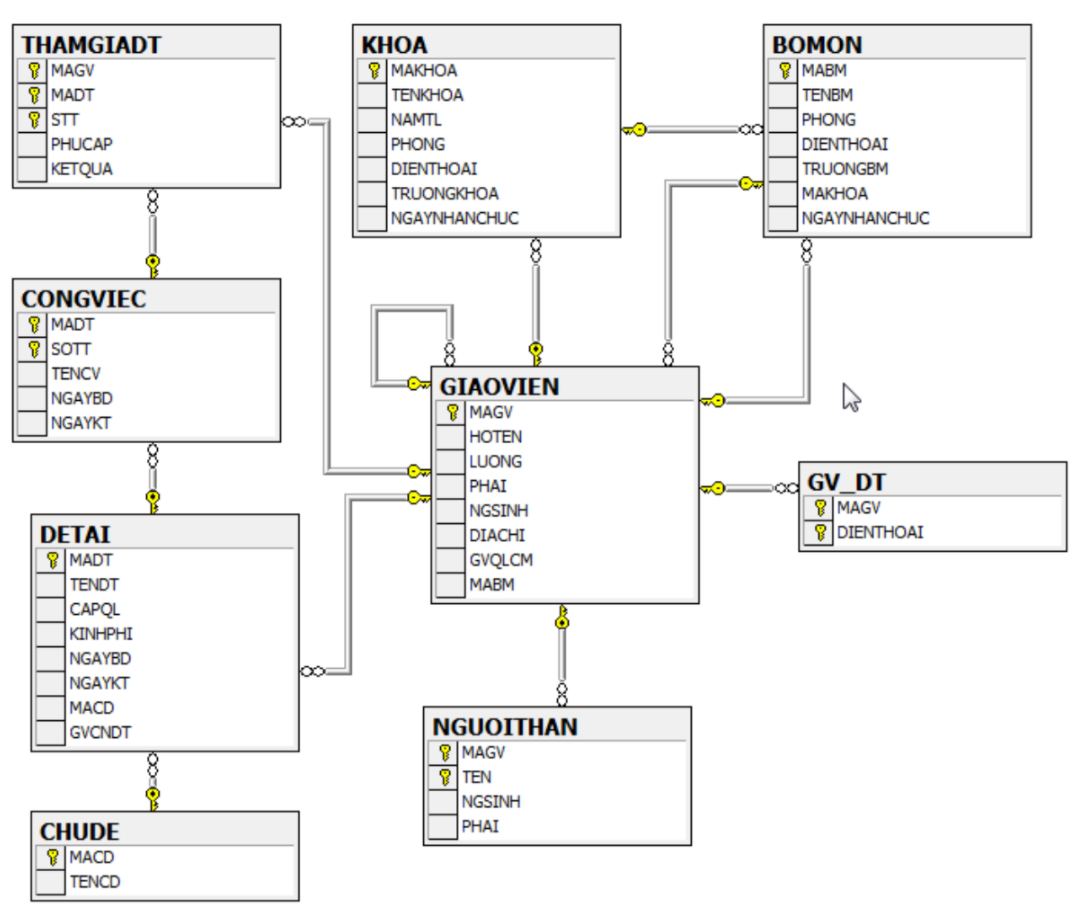 THAMGIADT
MAGV
MADT
STT
PHUCAP
KETQUA
KHOA
MAKHOA
TENKHOA
NAMTL
PHONG
DIENTHOAI
TRUONGKHOA
NGAYNHANCHUC
BOMON
MABM
TENBM
PHONG
DIENTHOAI
TRUONGBM
MAKHOA
NGAYNHANCHUC
CONGVIEC
MADT
SOTT
TENCV
NGAYBD
NGAYKT
GIAOVIEN
MAGV
HOTEN
LUONG
PHAI
NGSINH
DIACHI
GVQLCM
MABM
GV_DT
MAGV
DIENTHOAI
DETAI
MADT
TENDT
CAPQL
KINHPHI
NGAYBD
NGAYKT
MACD
GVCNDT
NGUOITHAN
MAGV
TEN
NGSINH
PHAI
CHUDE
MACD
TENCD